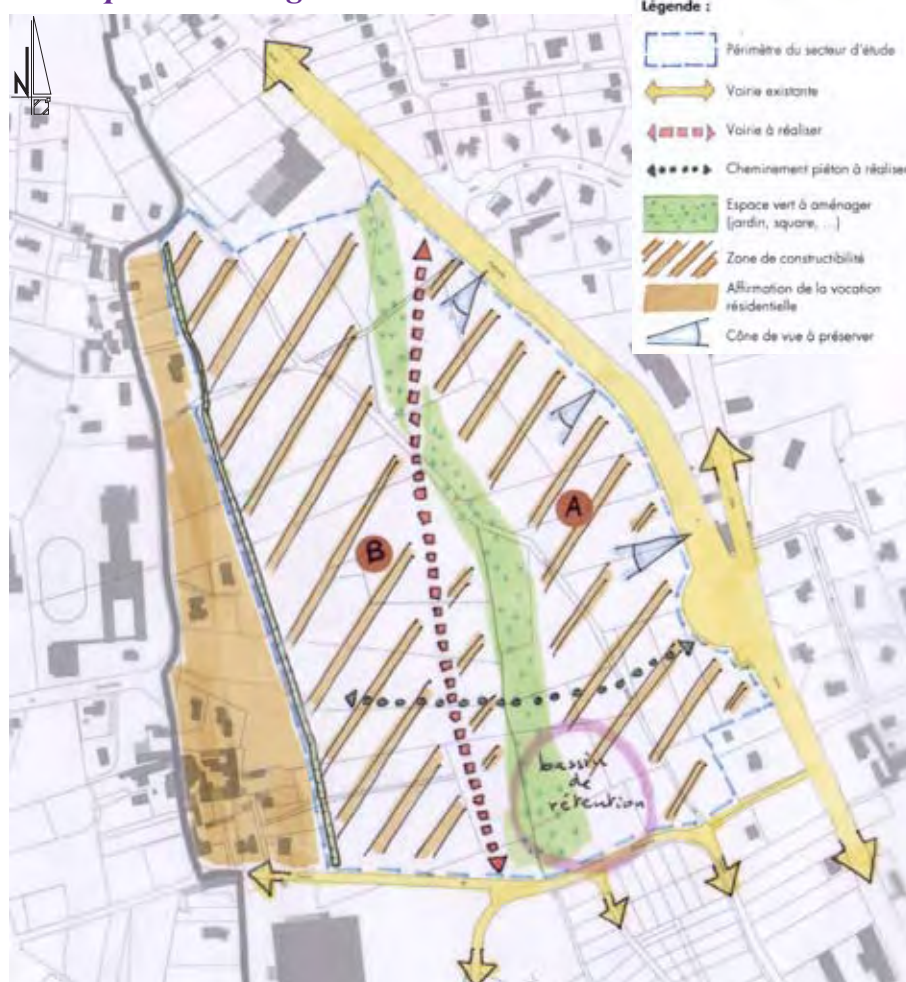 Légende :
Périmètre du secteur d'étude
Voirie existante
Voirie à réaliser
Cheminement piéton à réaliser
Espace vert à aménager
(jardin, square, ...)
Zone de constructibilité
Affirmation de la vocation
résidentielle
Cône de vue à préserver
N
A
B
bassin
de
rétention